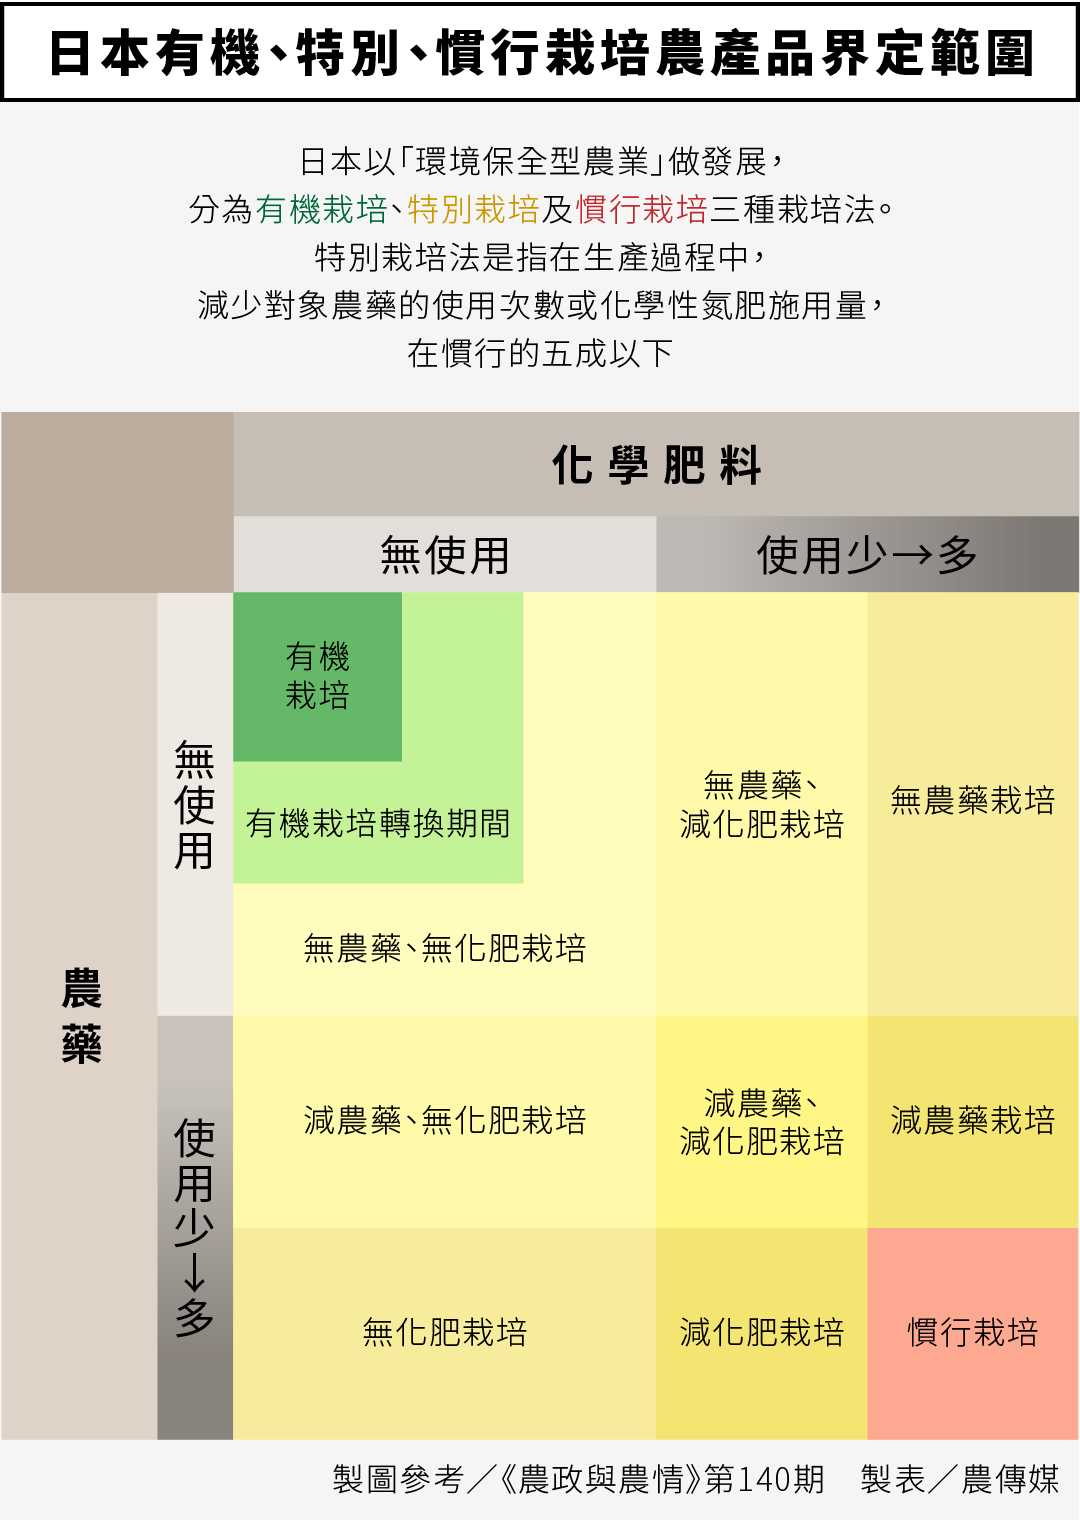 日本有機、特別、慣行栽培農產品界定範圍
日本以「環境保全型農業」做發展，
分為有機栽培、特別栽培及慣行栽培三種栽培法。
特別栽培法是指在生產過程中，
減少對象農藥的使用次數或化學性氮肥施用量，
在慣行的五成以下
化學肥料
無使用
使用少→多
農藥
無使用
有機
栽培
有機栽培轉換期間
無農藥、無化肥栽培
無農藥、
減化肥栽培
無農藥栽培
使用少→多
減農藥、無化肥栽培
減農藥、
減化肥栽培
減農藥栽培
無化肥栽培
減化肥栽培
慣行栽培
製圖參考／《農政與農情》第140期　製表／農傳媒